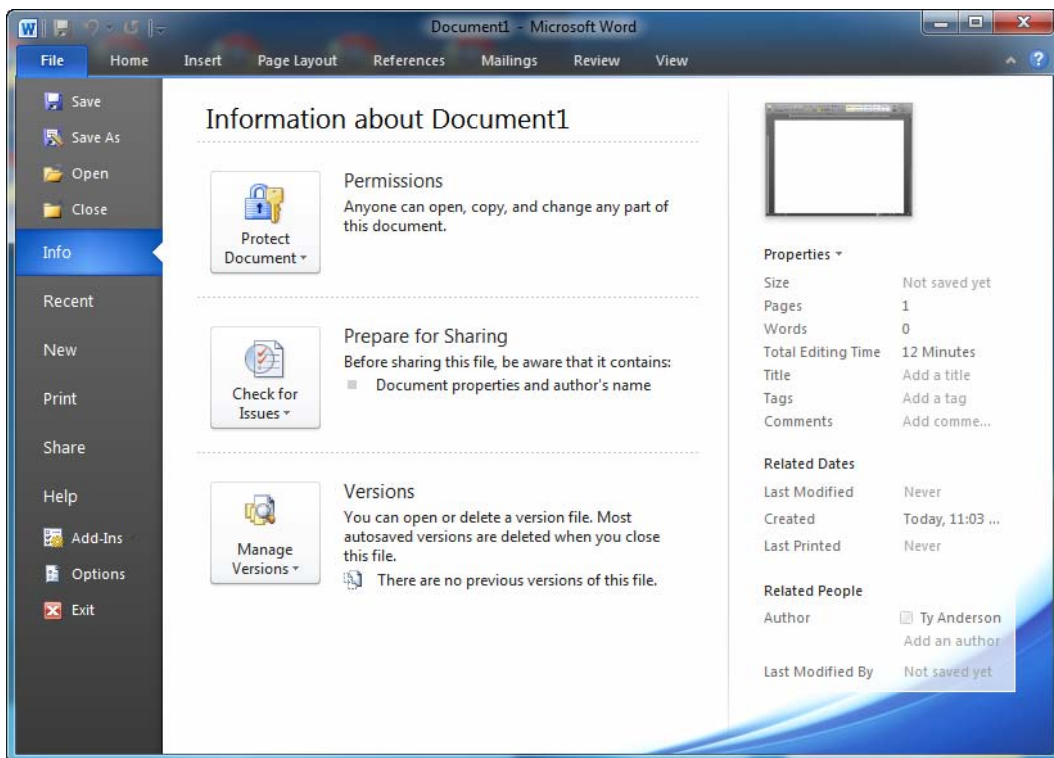 Document1 - Microsoft Word
File Home Insert Page Layout References Mailings Review View
Save
Save As
Open
Close
Info
Recent
New
Print
Share
Help
Add-Ins
Options
Exit
Information about Document1
Protect
Document
Permissions
Anyone can open, copy, and change any part of
this document.
Check for
Issues
Prepare for Sharing
Before sharing this file, be aware that it contains:
Document properties and author's name
Manage
Versions
Versions
You can open or delete a version file. Most
autosaved versions are deleted when you close
this file.
There are no previous versions of this file.
Properties
Size Not saved yet
Pages 1
Words 0
Total Editing Time 12 Minutes
Title Add a title
Tags Add a tag
Comments Add comme...
Related Dates
Last Modified Never
Created Today, 11:03 ...
Last Printed Never
Related People
Author Ty Anderson
Add an author
Last Modified By Not saved yet